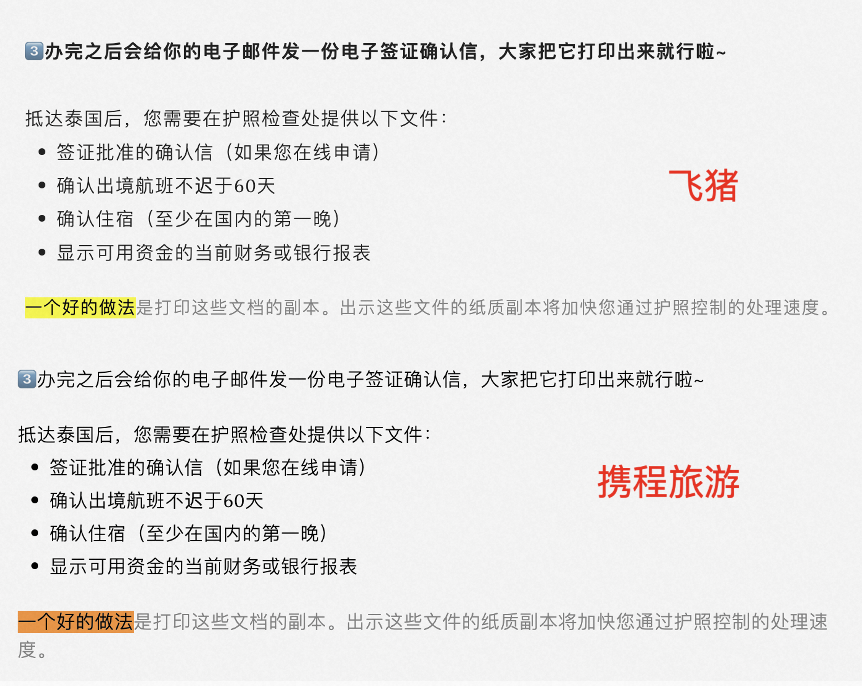 3办完之后会给你的电子邮件发一份电子签证确认信，大家把它打印出来就行啦~
抵达泰国后，您需要在护照检查处提供以下文件：
• 签证批准的确认信（如果您在线申请）
• 确认出境航班不迟于60天
• 确认住宿（至少在国内的第一晚）
• 显示可用资金的当前财务或银行报表
飞猪
一个好的做法是打印这些文档的副本。出示这些文件的纸质副本将加快您通过护照控制的处理速度。
3办完之后会给你的电子邮件发一份电子签证确认信，大家把它打印出来就行啦~
抵达泰国后，您需要在护照检查处提供以下文件：
• 签证批准的确认信（如果您在线申请）
• 确认出境航班不迟于60天
• 确认住宿（至少在国内的第一晚）
• 显示可用资金的当前财务或银行报表
携程旅游
一个好的做法是打印这些文档的副本。出示这些文件的纸质副本将加快您通过护照控制的处理速
度。